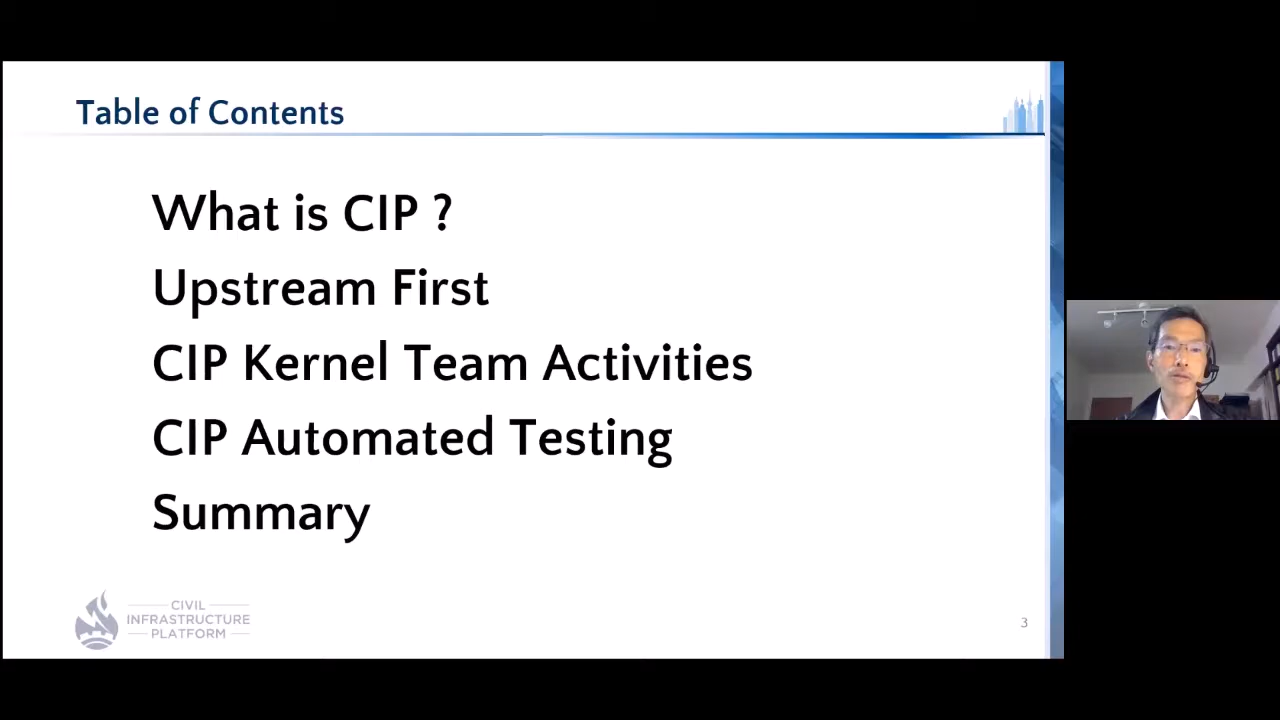 Table of Contents
What is CIP ?
Upstream First
CIP Kernel Team Activities
CIP Automated Testing
Summary
CIVIL
INFRASTRUCTURE
PLATFORM
3